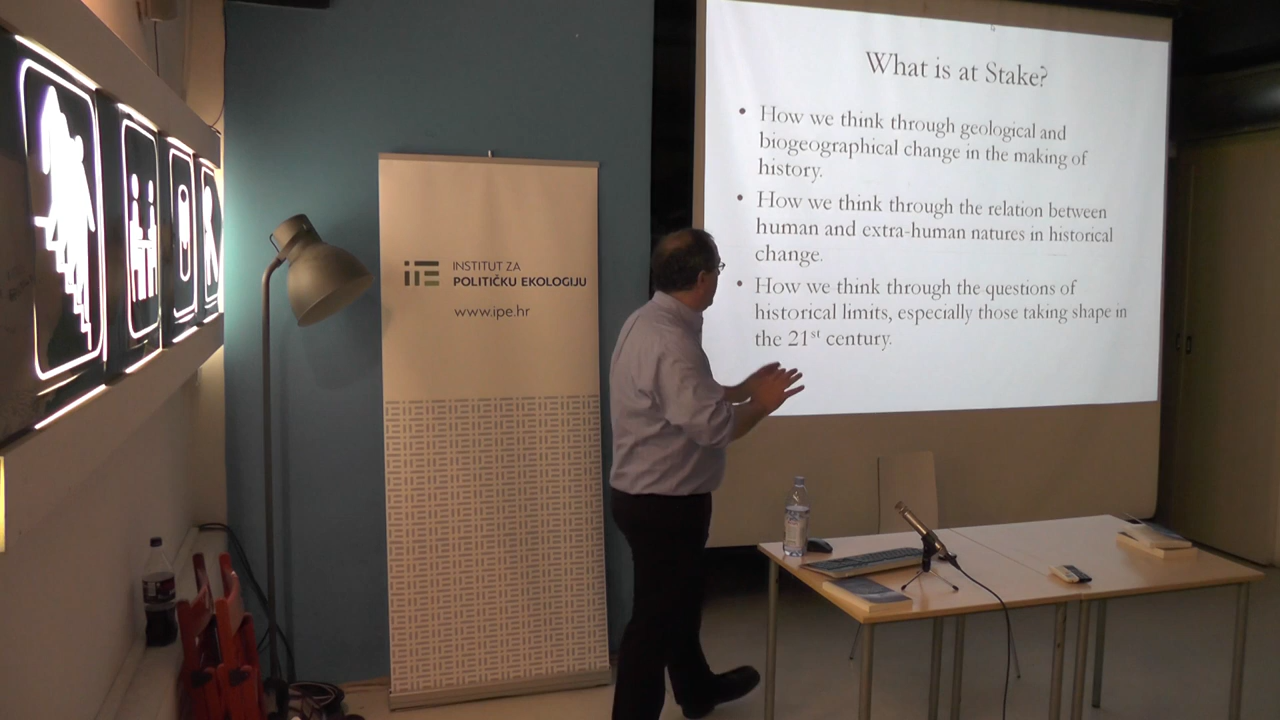 INSTITUT ZA
POLITIČKU EKOLOGIJU
www.ipe.hr
What is at Stake?
• How we think through geological and
biogeographical change in the making of
history.
• How we think through the relation between
human and extra-human natures in historical
change.
• How we think through the questions of
historical limits, especially those taking shape in
the 21st century.